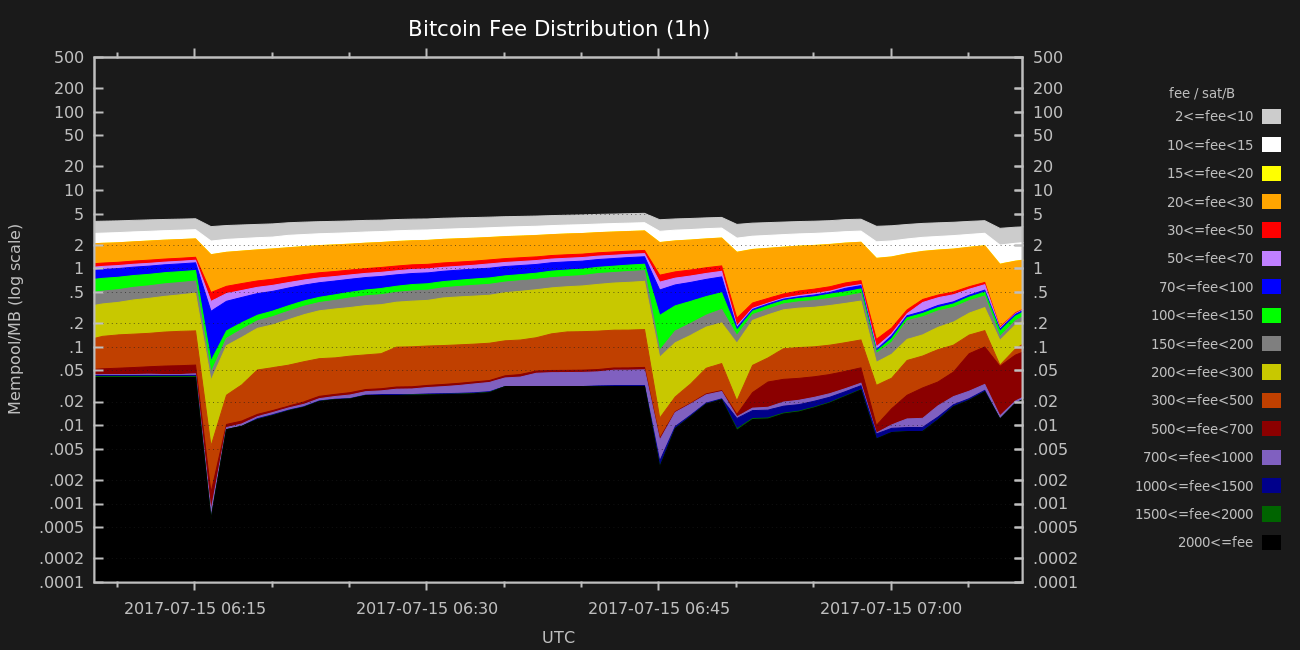 Bitcoin Fee Distribution (1h)
Mempool/MB (log scale)
500
200
100
50
20
10
5
2
1
.5
.2
.1
.05
.02
.01
.005
.002
.001
.0005
.0002
.0001
500
200
100
50
20
10
5
2
1
.5
.2
.1
.05
.02
.01
.005
.002
.001
.0005
.0002
.0001
2017-07-15 06:15 2017-07-15 06:30 2017-07-15 06:45 2017-07-15 07:00
UTC
fee / sat/B
2<=fee<10
10<=fee<15
15<=fee<20
20<=fee<30
30<=fee<50
50<=fee<70
70<=fee<100
100<=fee<150
150<=fee<200
200<=fee<300
300<=fee<500
500<=fee<700
700<=fee<1000
1000<=fee<1500
1500<=fee<2000
2000<=fee